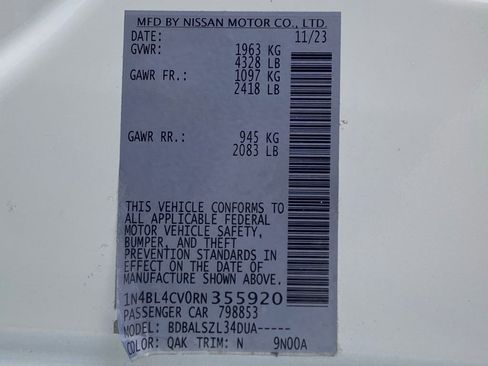 MFD BY NISSAN MOTOR CO., LTD.
DATE: 11/23
GVWR: 1963 KG
4328 LB
GAWR FR.: 1097 KG
2418 LB
GAWR RR.: 945 KG
2083 LB
THIS VEHICLE CONFORMS TO
ALL APPLICABLE FEDERAL
MOTOR VEHICLE SAFETY,
BUMPER, AND THEFT
PREVENTION STANDARDS IN
EFFECT ON THE DATE OF
MANUFACTURE SHOWN ABOVE.
1N4BL4CV0RN355920
PASSENGER CAR 798853
MODEL: BDBALSZL34DUA-----
COLOR: QAK TRIM: N 9N00A